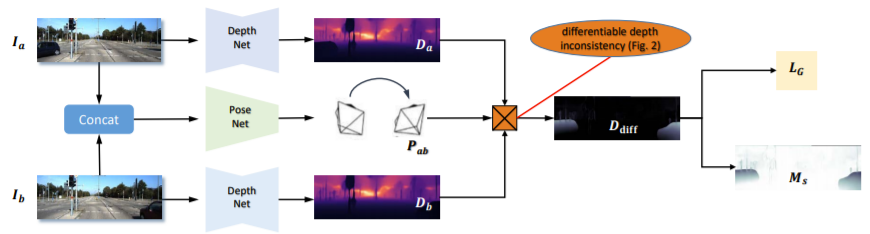 I_a
Depth
Net
D_a
differentiable depth
inconsistency (Fig. 2)
L_G
Concat
Pose
Net
P_ab
D_diff
M_s
I_b
Depth
Net
D_b